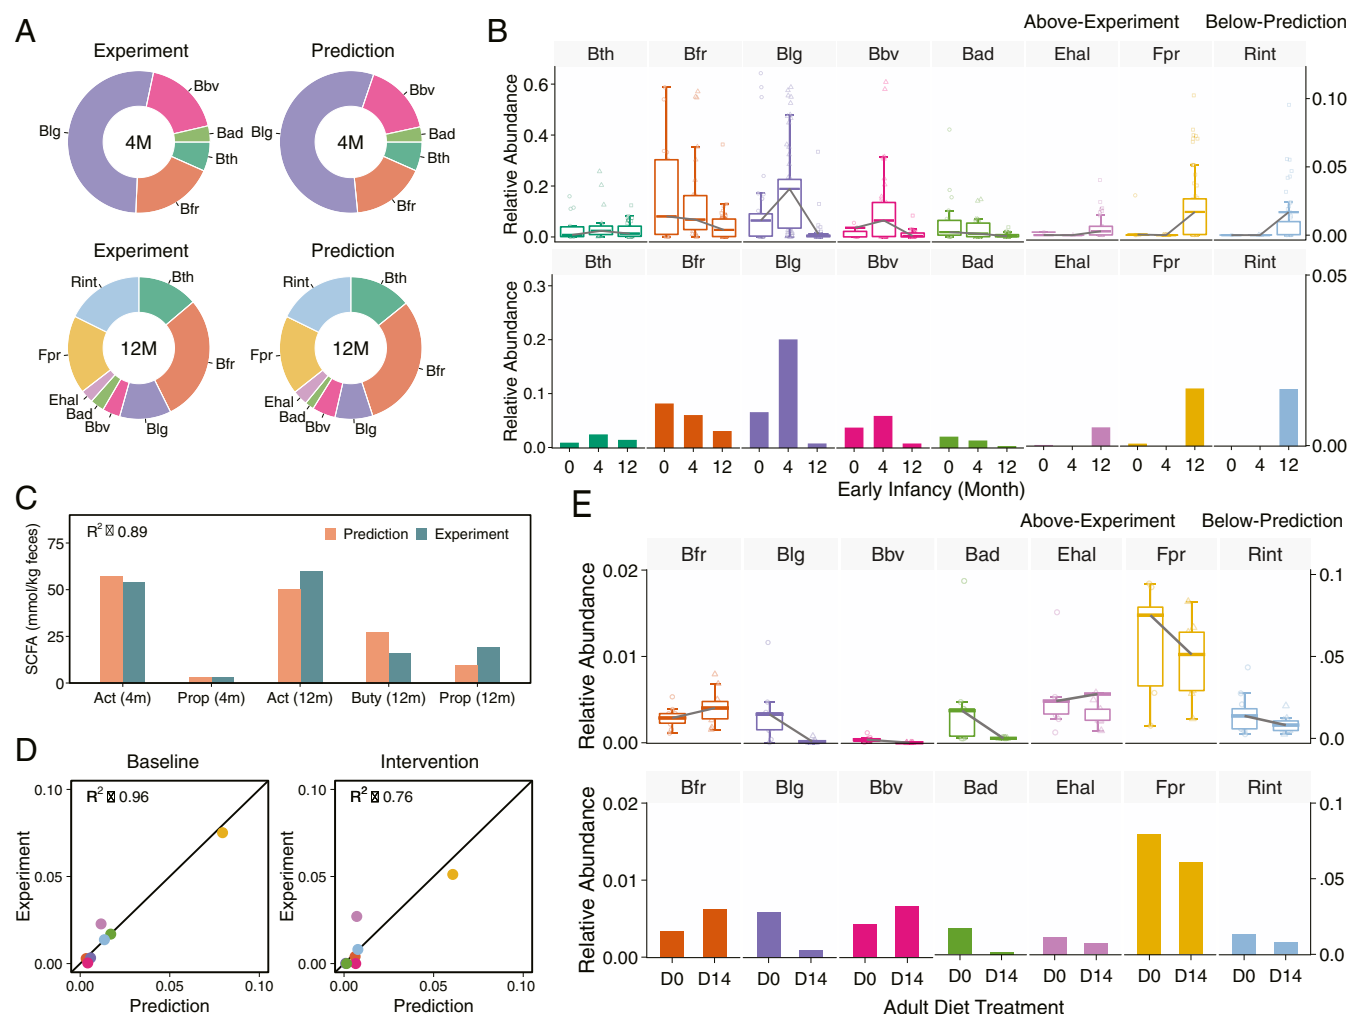 A
Experiment
Prediction
Bbv
Bad
Bth
Bfr
Blg
4M
Bbv
Bad
Bth
Bfr
Blg
4M
Experiment
Prediction
Rint
Bth
Fpr
Bfr
Ehal
Bad
Bbv
Blg
12M
Rint
Bth
Fpr
Bfr
Ehal
Bad
Bbv
Blg
12M
B
Above-Experiment Below-Prediction
Bth Bfr Blg Bbv Bad Ehal Fpr Rint
Relative Abundance
0.6
0.4
0.2
0.0
0.10
0.05
0.00
Bth Bfr Blg Bbv Bad Ehal Fpr Rint
Relative Abundance
0.3
0.2
0.1
0.0
0.05
0.00
0 4 12 0 4 12 0 4 12 0 4 12 0 4 12 0 4 12 0 4 12 0 4 12
Early Infancy (Month)
C
R² 0.89
Prediction Experiment
SCFA (mmol/kg feces)
75
50
25
0
Act (4m) Prop (4m) Act (12m) Buty (12m) Prop (12m)
D
Baseline
R² 0.96
Experiment
0.10
0.05
0.00
0.00 0.05 0.10
Prediction
Intervention
R² 0.76
Experiment
0.10
0.05
0.00
0.00 0.05 0.10
Prediction
E
Above-Experiment Below-Prediction
Bfr Blg Bbv Bad Ehal Fpr Rint
Relative Abundance
0.02
0.01
0.00
0.1
.05
0.0
Bfr Blg Bbv Bad Ehal Fpr Rint
Relative Abundance
0.02
0.01
0.00
0.1
.05
0.0
D0 D14 D0 D14 D0 D14 D0 D14 D0 D14 D0 D14 D0 D14
Adult Diet Treatment